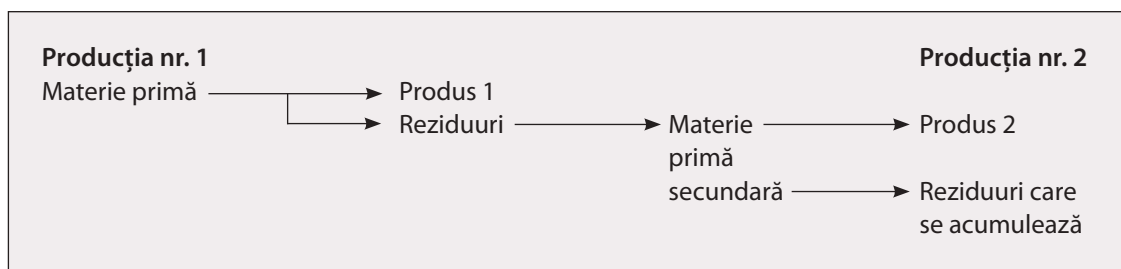 Producția nr. 1 Producția nr. 2
Materie primă Produs 1
Reziduuri Materie Produs 2
primă
secundară Reziduuri care
se acumulează